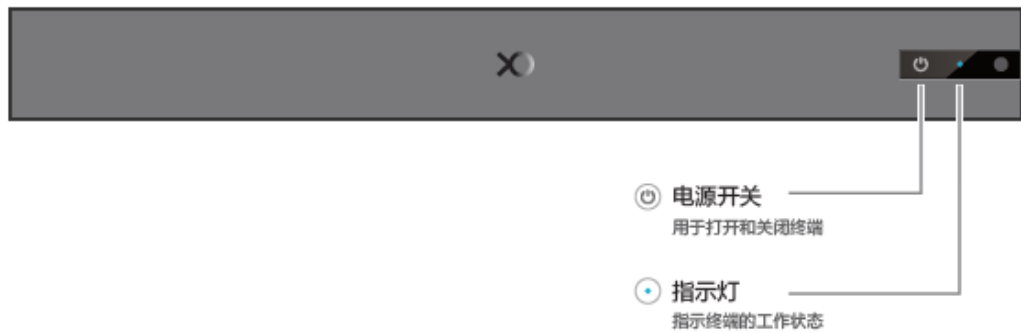 电源开关
用于打开和关闭终端
指示灯
指示终端的工作状态